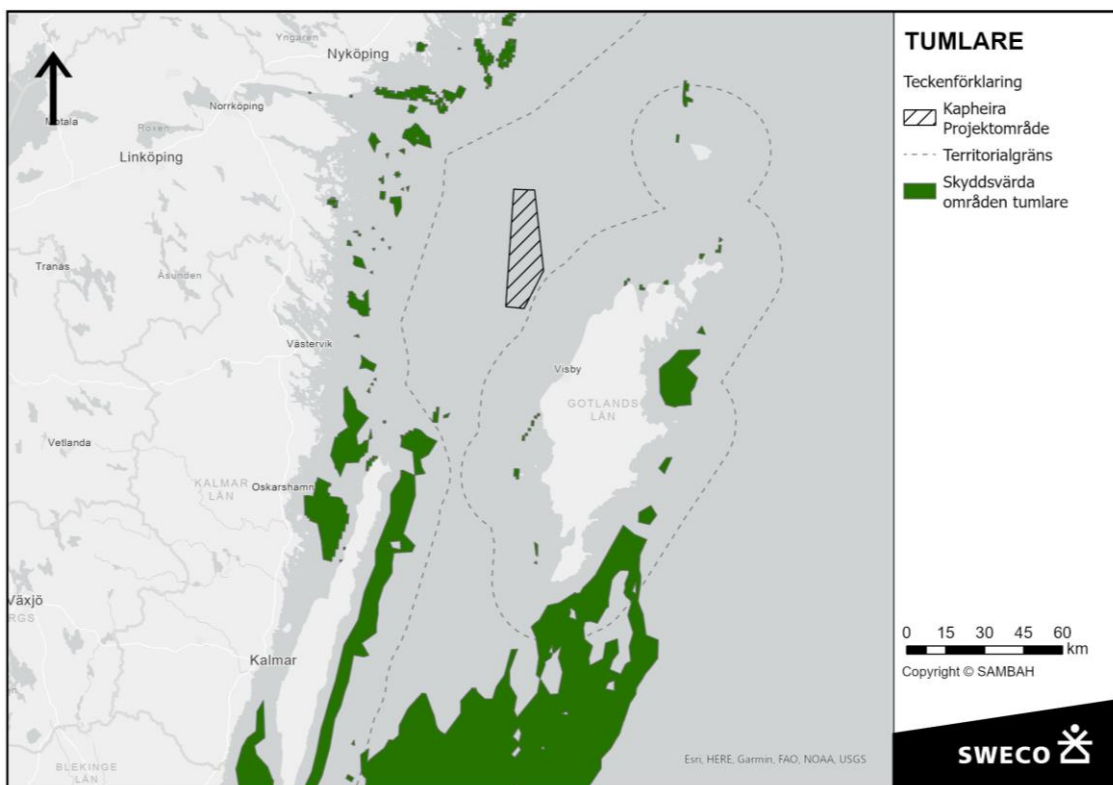 TUMLARE
Teckenförklaring
Kapheira
Projektområde
Territorialgräns
Skyddsvärda
områden tumlare
Yngaren
Nyköping
Norrköping
Motala
Roxen
Linköping
Tranås
Åsunden
Västervik
Visby
GOTLANDS
LÄN
Vetlanda
KALMAR
LÄN
Oskarshamn
Växjö
Kalmar
BLEKINGE
LÄN
Esri, HERE, Garmin, FAO, NOAA, USGS
0 15 30 45 60
km
Copyright © SAMBAH
SWECO